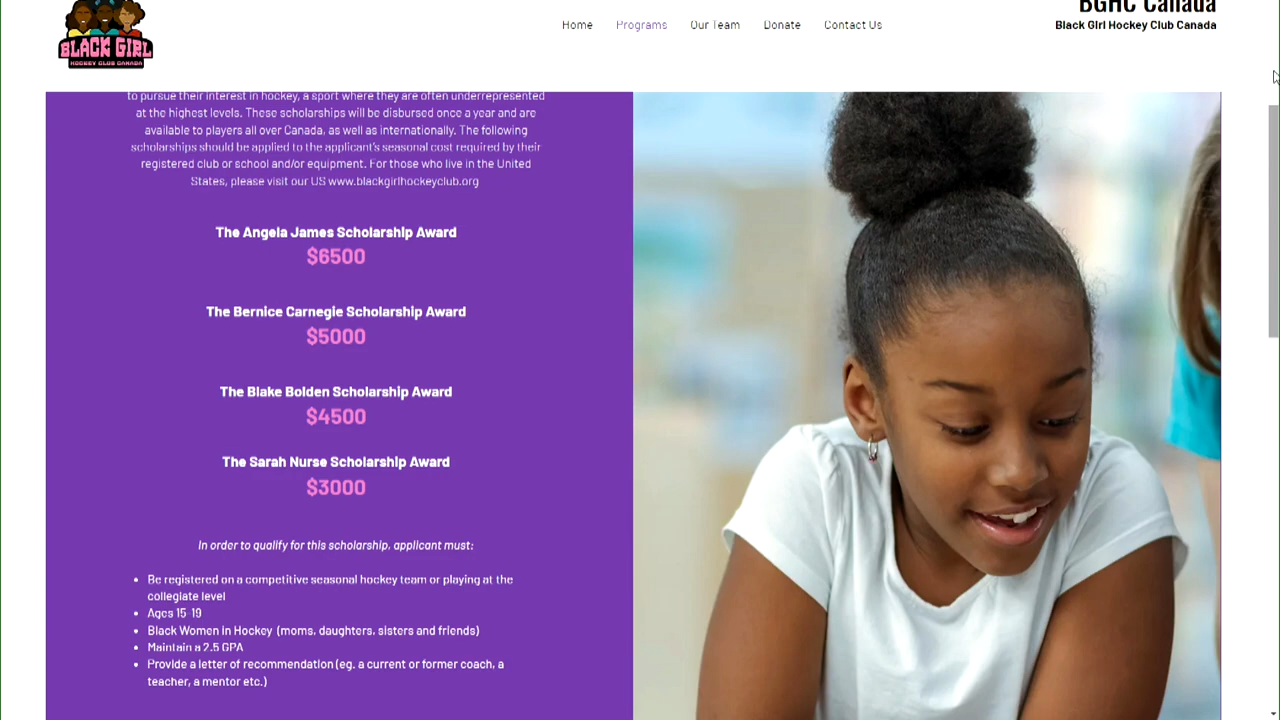 BGHC Canada
Home Programs Our Team Donate Contact Us
Black Girl Hockey Club Canada
BLACK GIRL
HOCKEY CLUB CANADA
to pursue their interest in hockey, a sport where they are often underrepresented
at the highest levels. These scholarships will be disbursed once a year and are
available to players all over Canada, as well as internationally. The following
scholarships should be applied to the applicant's seasonal cost required by their
registered club or school and/or equipment. For those who live in the United
States, please visit our US www.blackgirlhockeyclub.org
The Angela James Scholarship Award
$6500
The Bernice Carnegie Scholarship Award
$5000
The Blake Bolden Scholarship Award
$4500
The Sarah Nurse Scholarship Award
$3000
In order to qualify for this scholarship, applicant must:
• Be registered on a competitive seasonal hockey team or playing at the
collegiate level
• Ages 15-19
• Black Women in Hockey (moms, daughters, sisters and friends)
• Maintain a 2.5 GPA
• Provide a letter of recommendation (eg. a current or former coach, a
teacher, a mentor etc.)